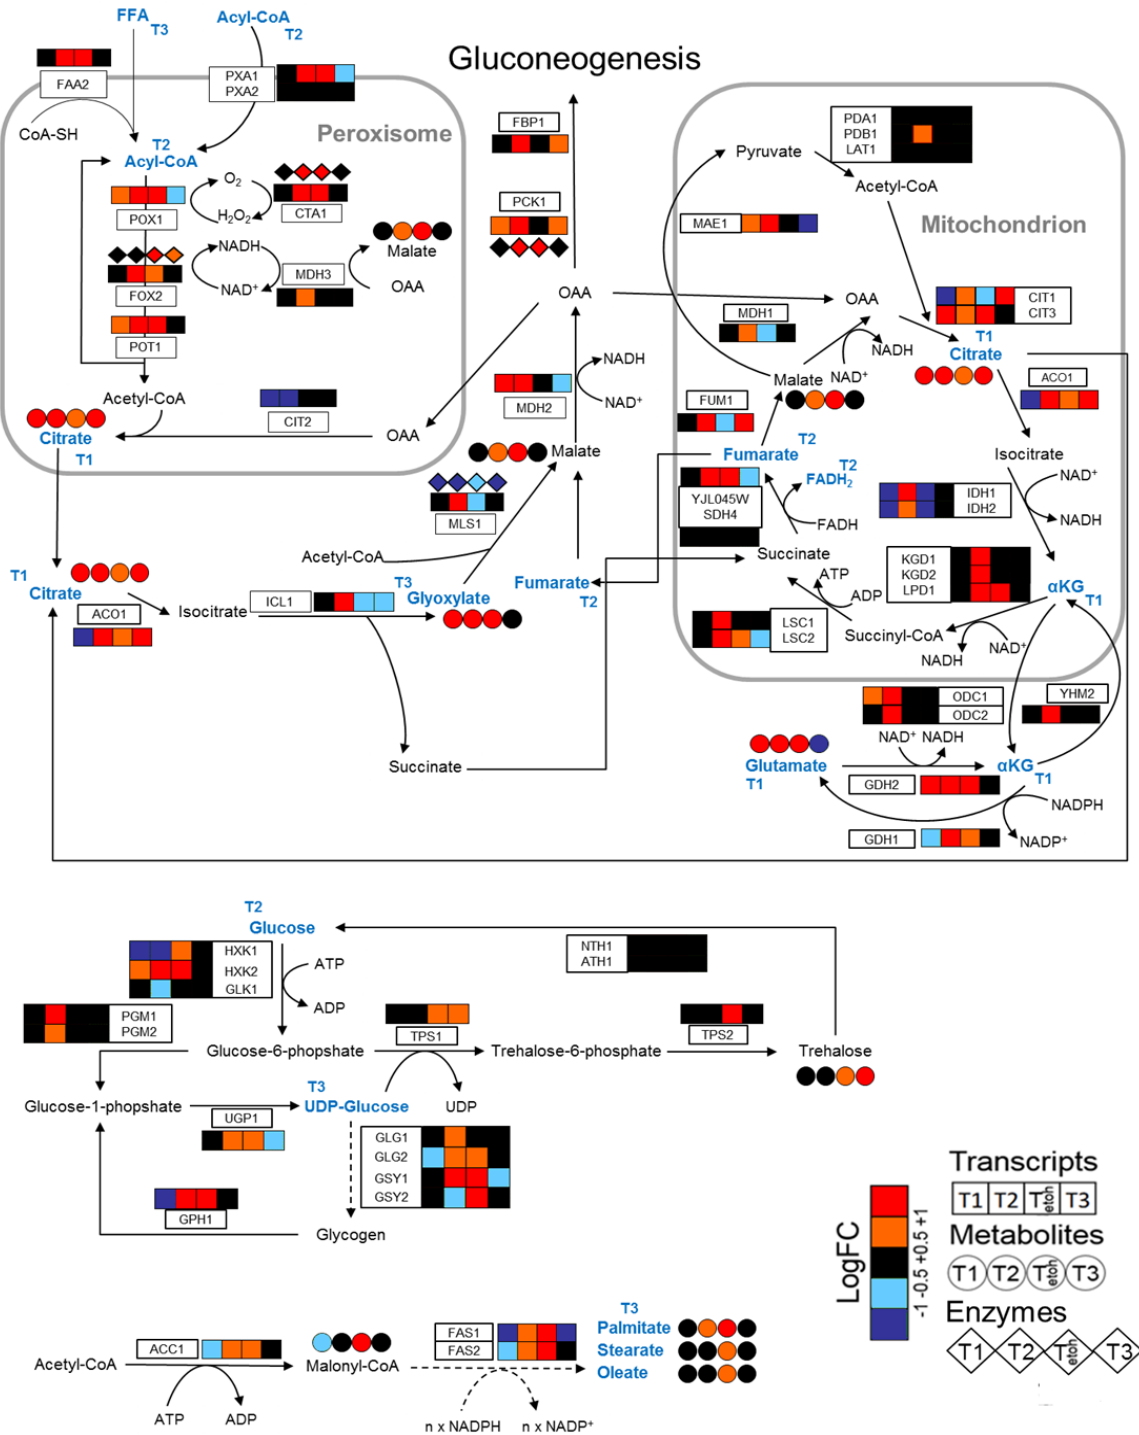 FFA
T3
Acyl-CoA
T2
Gluconeogenesis
FAA2
PXA1
PXA2
CoA-SH
Peroxisome
T2
Acyl-CoA
O2
H2O2
CTA1
POX1
NADH
NAD+
MDH3
Malate
OAA
FOX2
POT1
Acetyl-CoA
CIT2
Citrate
T1
OAA
FBP1
PCK1
OAA
NADH
NAD+
MDH2
Malate
MLS1
Acetyl-CoA
T3
Glyoxylate
Fumarate
T2
T1
Citrate
ACO1
Isocitrate
ICL1
Succinate
Pyruvate
PDA1
PDB1
LAT1
Acetyl-CoA
MAE1
Mitochondrion
OAA
MDH1
CIT1
CIT3
T1
Citrate
NADH
NAD+
Malate
ACO1
FUM1
Fumarate
T2
T2
FADH2
FADH
YJL045W
SDH4
Isocitrate
NAD+
NADH
IDH1
IDH2
Succinate
ATP
ADP
KGD1
KGD2
LPD1
αKG
T1
LSC1
LSC2
Succinyl-CoA
NADH
NAD+
ODC1
ODC2
YHM2
NAD+ NADH
Glutamate
T1
αKG
T1
GDH2
NADPH
GDH1
NADP+
T2
Glucose
HXK1
HXK2
GLK1
ATP
ADP
NTH1
ATH1
PGM1
PGM2
TPS1
TPS2
Glucose-6-phopshate
Trehalose-6-phosphate
Trehalose
Glucose-1-phopshate
T3
UDP-Glucose
UDP
UGP1
GLG1
GLG2
GSY1
GSY2
GPH1
Glycogen
Transcripts
T1 T2 Tetoh T3
Metabolites
T1 T2 Tetoh T3
Enzymes
T1 T2 Tetoh T3
LogFC
-1 -0.5 +0.5 +1
T3
Palmitate
Stearate
Oleate
ACC1
FAS1
FAS2
Acetyl-CoA
Malonyl-CoA
ATP
ADP
n x NADPH
n x NADP+